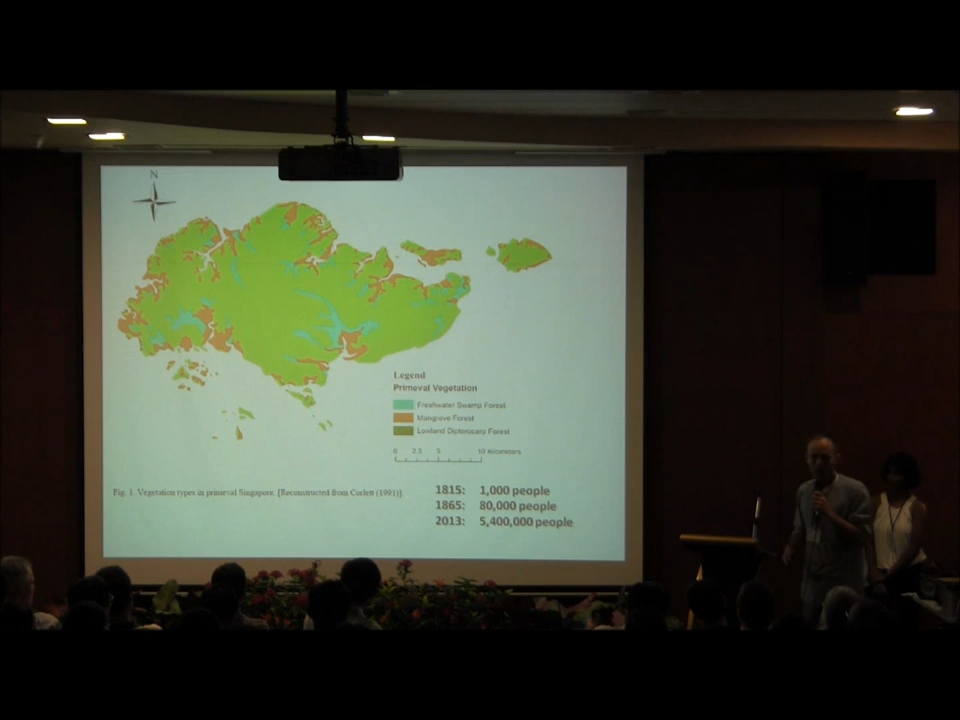 N
Legend
Primeval Vegetation
Freshwater Swamp Forest
Mangrove Forest
Lowland Dipterocarp Forest
0 2.5 5 10 Kilometers
Fig. 1. Vegetation types in primeval Singapore. [Reconstructed from Corlett (1991)]
1815: 1,000 people
1865: 80,000 people
2013: 5,400,000 people